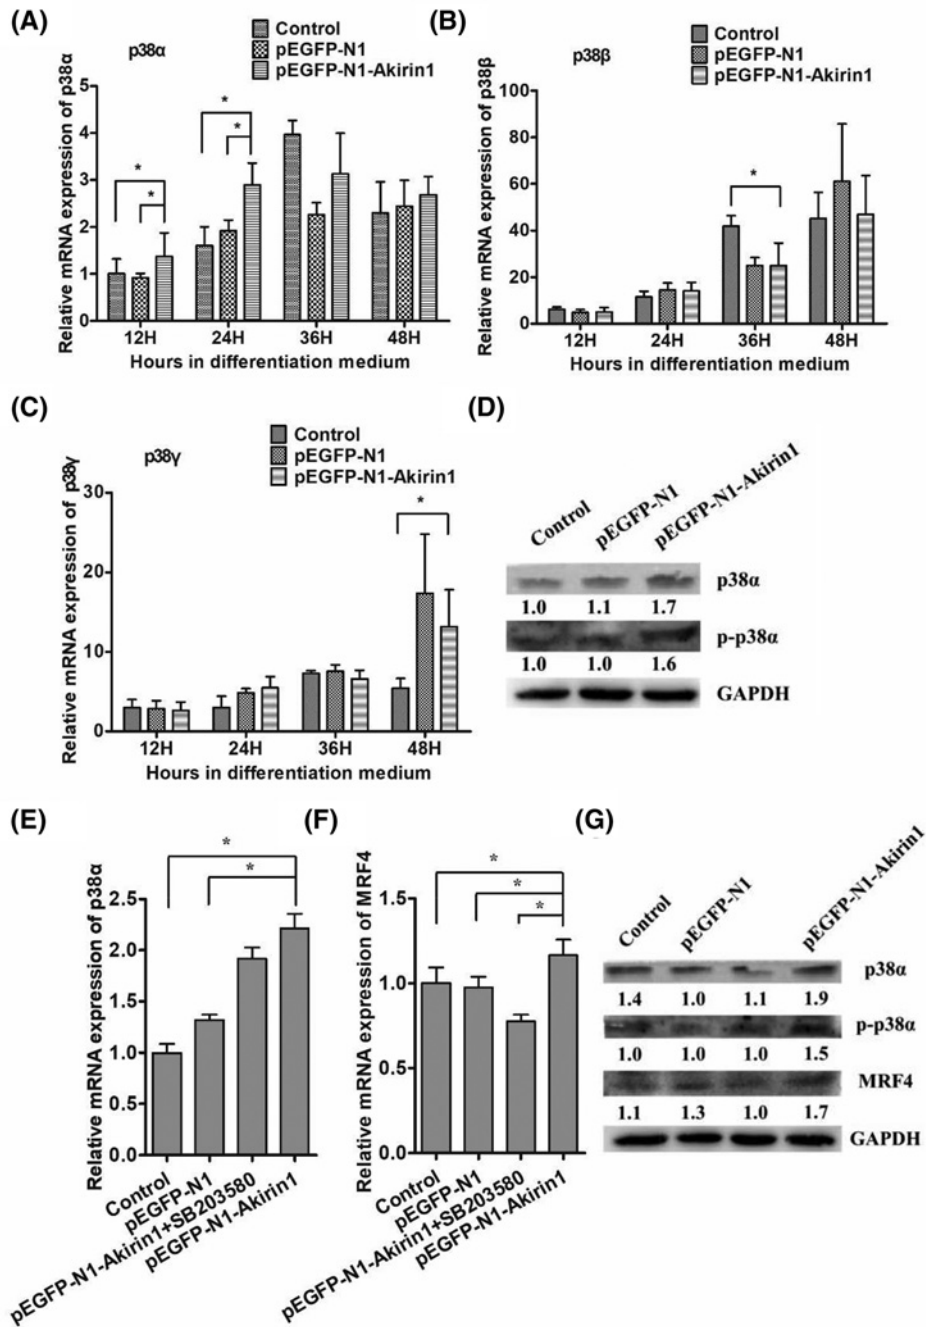 (A)
p38α
Control
pEGFP-N1
pEGFP-N1-Akirin1
Relative mRNA expression of p38α
5
4
3
2
1
0
*
*
*
*
12H
24H
36H
48H
Hours in differentiation medium
(B)
p38β
Control
pEGFP-N1
pEGFP-N1-Akirin1
Relative mRNA expression of p38β
100
80
60
40
20
0
*
12H
24H
36H
48H
Hours in differentiation medium
(C)
p38γ
Control
pEGFP-N1
pEGFP-N1-Akirin1
Relative mRNA expression of p38γ
30
20
10
0
*
12H
24H
36H
48H
Hours in differentiation medium
(D)
Control
pEGFP-N1
pEGFP-N1-Akirin1
p38α
1.0 1.1 1.7
p-p38α
1.0 1.0 1.6
GAPDH
(E)
Relative mRNA expression of p38α
2.5
2.0
1.5
1.0
0.5
0.0
*
*
Control
pEGFP-N1
pEGFP-N1-Akirin1+SB203580
pEGFP-N1-Akirin1
(F)
Relative mRNA expression of MRF4
1.5
1.0
0.5
0.0
*
*
*
Control
pEGFP-N1
pEGFP-N1-Akirin1+SB203580
pEGFP-N1-Akirin1
(G)
Control
pEGFP-N1
pEGFP-N1-Akirin1
p38α
1.4 1.0 1.1 1.9
p-p38α
1.0 1.0 1.0 1.5
MRF4
1.1 1.3 1.0 1.7
GAPDH